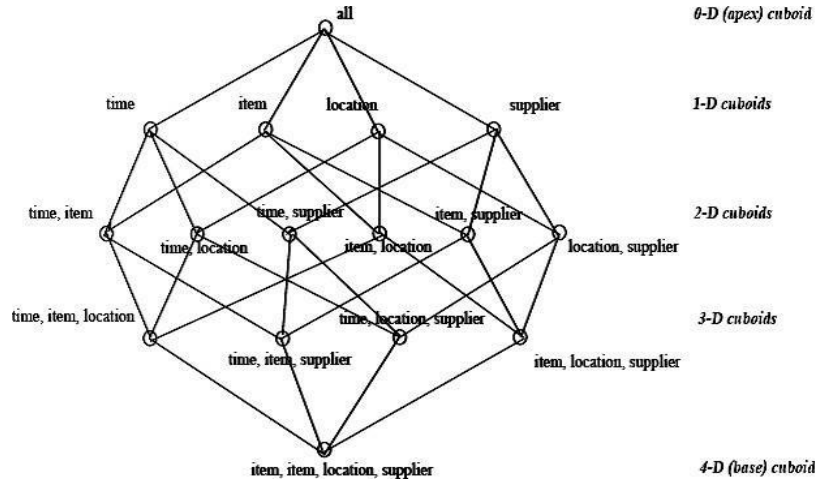 all
0-D (apex) cuboid
time
item
location
supplier
1-D cuboids
time, item
time, location
time, supplier
item, location
item, supplier
location, supplier
2-D cuboids
time, item, location
time, item, supplier
time, location, supplier
item, location, supplier
3-D cuboids
item, item, location, supplier
4-D (base) cuboid